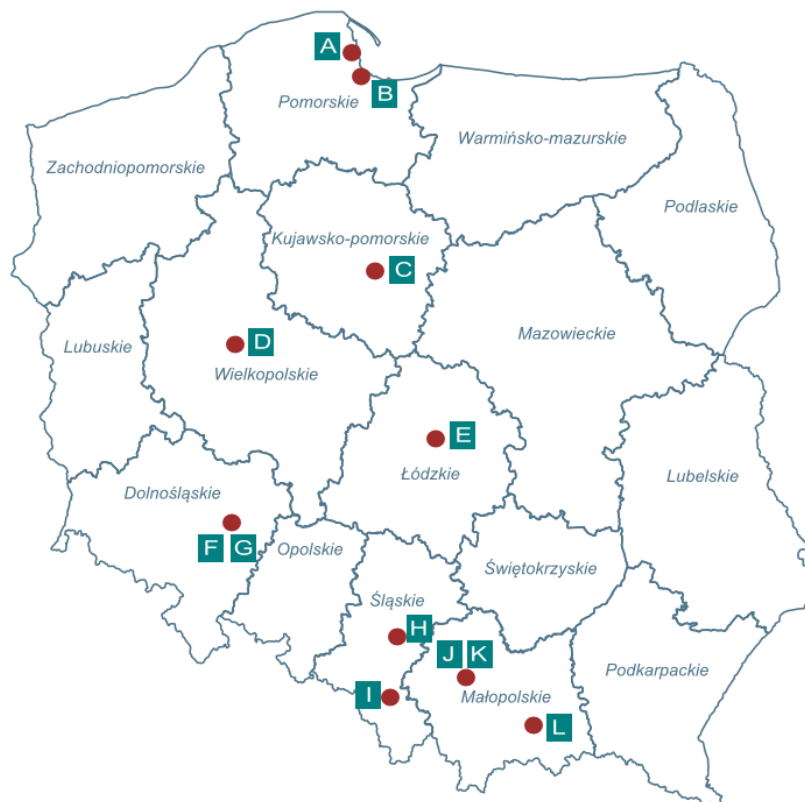 A
B
Pomorskie
Warmińsko-mazurskie
Zachodniopomorskie
Podlaskie
Kujawsko-pomorskie
C
Mazowieckie
Lubuskie
D
Wielkopolskie
E
Łódzkie
Lubelskie
Dolnośląskie
F G
Opolskie
Świętokrzyskie
Śląskie
H
J K
Podkarpackie
I
Małopolskie
L